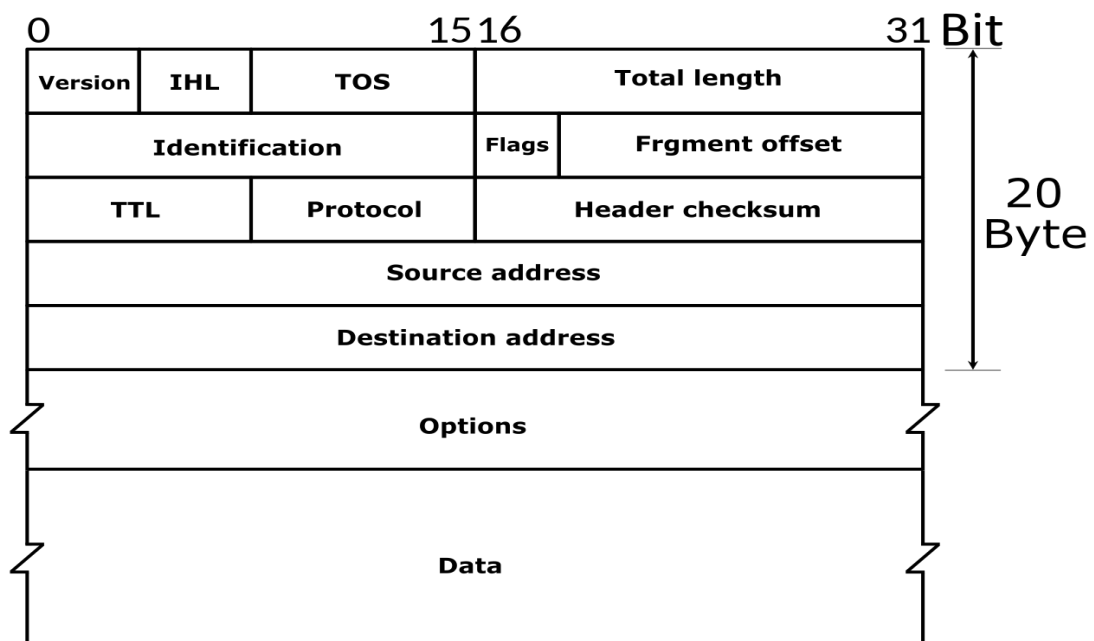 0 15 16 31 Bit
Version IHL TOS Total length
Identification Flags Frgment offset
TTL Protocol Header checksum
Source address
Destination address
Options
Data
20
Byte